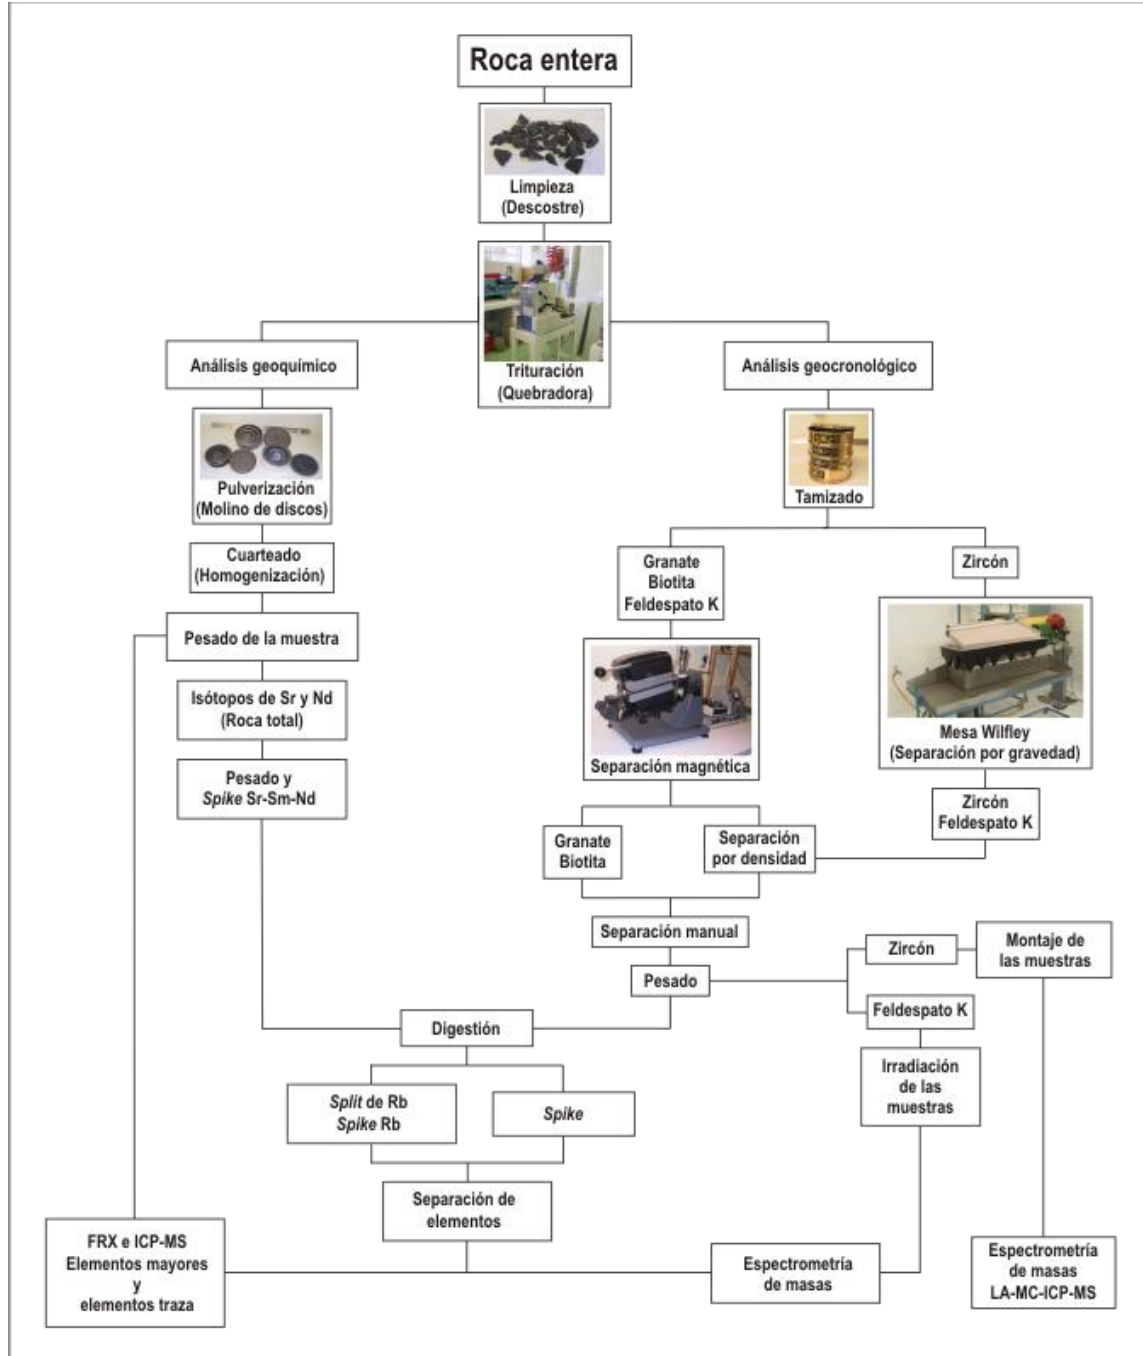 Roca entera
Limpieza
(Descostre)
Trituración
(Quebradora)
Análisis geoquímico
Análisis geocronológico
Pulverización
(Molino de discos)
Tamizado
Cuarteado
(Homogenización)
Granate
Biotita
Feldespato K
Zircón
Pesado de la muestra
Isótopos de Sr y Nd
(Roca total)
Separación magnética
Mesa Wilfley
(Separación por gravedad)
Pesado y
Spike Sr-Sm-Nd
Zircón
Feldespato K
Granate
Biotita
Separación
por densidad
Separación manual
Zircón
Montaje de
las muestras
Pesado
Feldespato K
Digestión
Irradiación
de las
muestras
Split de Rb
Spike Rb
Spike
Separación de
elementos
FRX e ICP-MS
Elementos mayores
y
elementos traza
Espectrometría
de masas
Espectrometría
de masas
LA-MC-ICP-MS